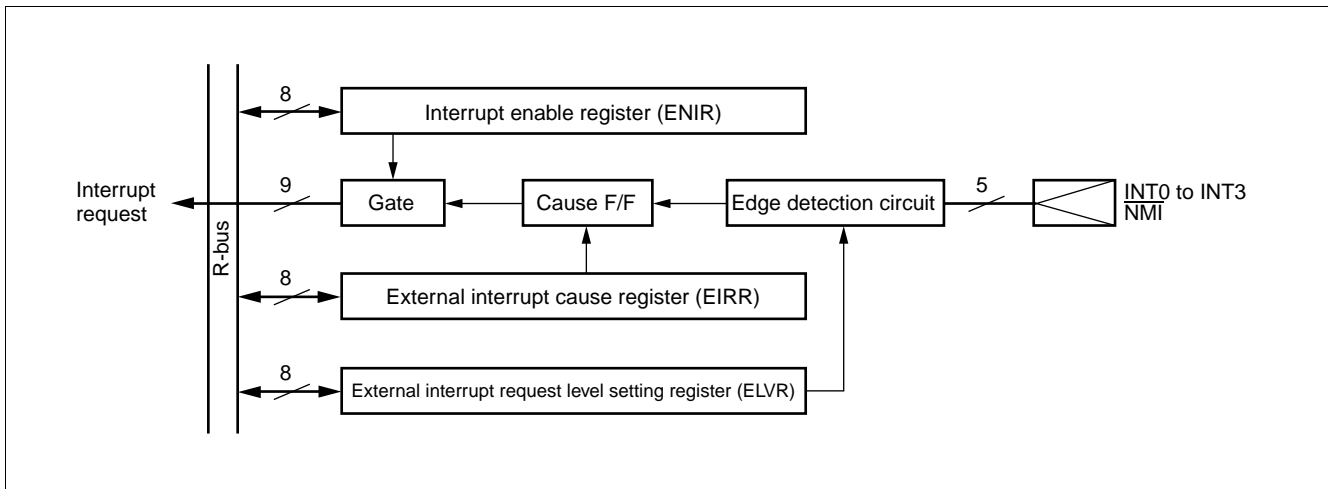 8
Interrupt enable register (ENIR)
Interrupt
request
9
Gate
Cause F/F
Edge detection circuit
5
INT0 to INT3
NMI
R-bus
8
External interrupt cause register (EIRR)
8
External interrupt request level setting register (ELVR)